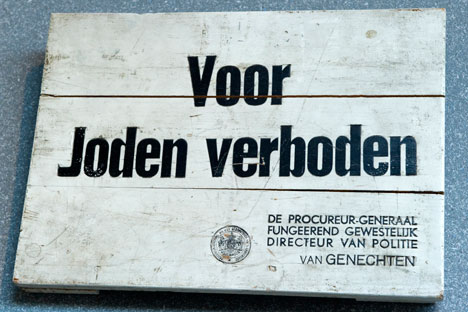 Voor
Joden verboden
DE PROCUREUR-GENERAAL
FUNGEEREND GEWESTELIJK
DIRECTEUR VAN POLITIE
VAN GENECHTEN